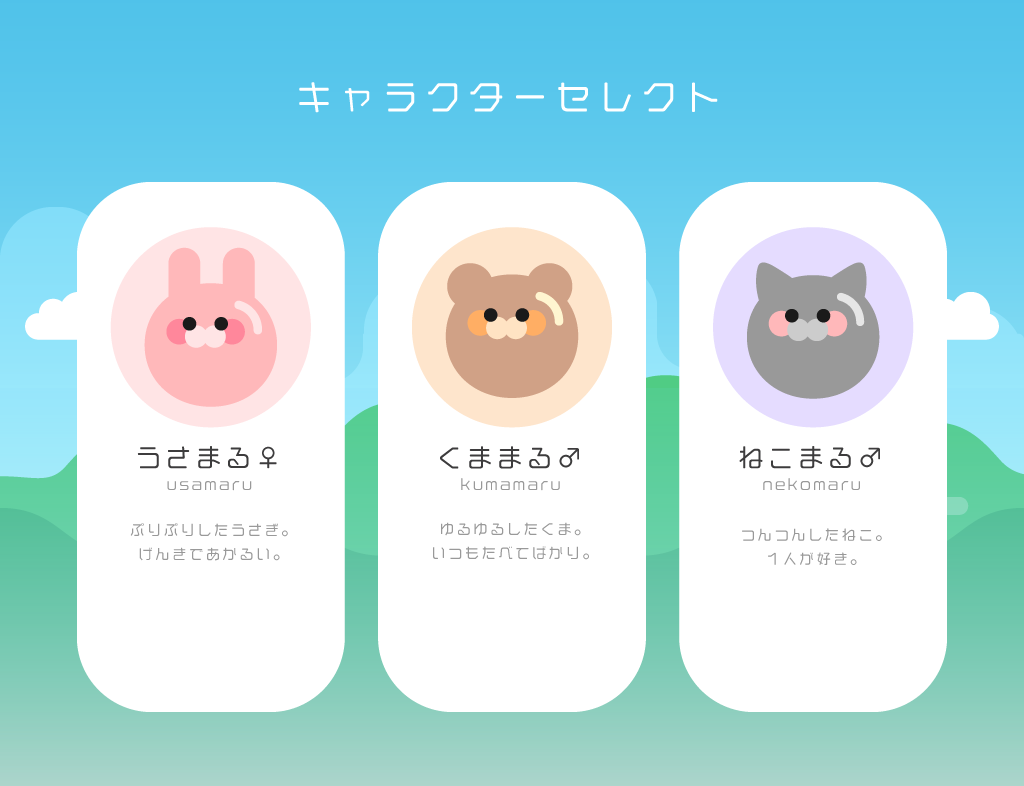 キャラクターセレクト
うさまる♀
usamaru
ぷりぷりしたうさぎ。
げんきであがるい。
くままる♂
kumamaru
ゆるゆるしたくま。
いつもたべてばかり。
ねこまる♂
nekomaru
つんつんしたねこ。
1人が好き。